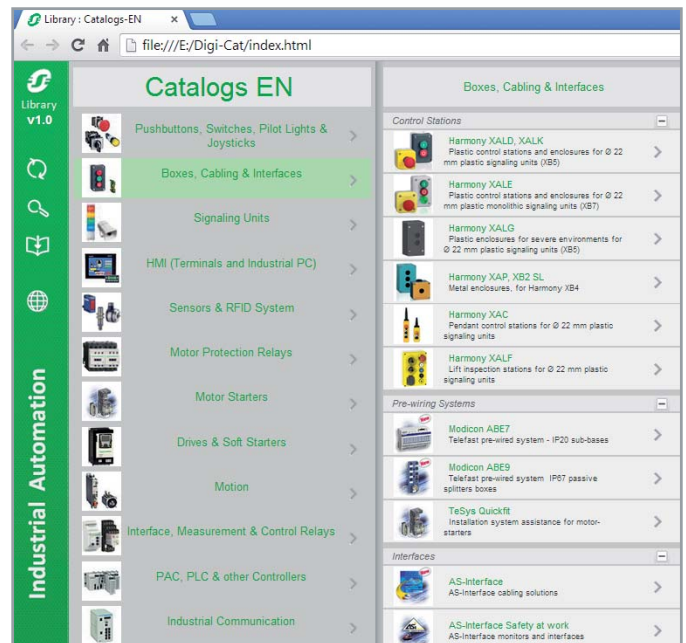 Library : Catalogs-EN
file:///E:/Digi-Cat/index.html
Library
v1.0
Industrial Automation
Catalogs EN
Pushbuttons, Switches, Pilot Lights &
Joysticks
Boxes, Cabling & Interfaces
Signaling Units
HMI (Terminals and Industrial PC)
Sensors & RFID System
Motor Protection Relays
Motor Starters
Drives & Soft Starters
Motion
Interface, Measurement & Control Relays
PAC, PLC & other Controllers
Industrial Communication
Boxes, Cabling & Interfaces
Control Stations
Harmony XALD, XALK
Plastic control stations and enclosures for Ø 22
mm plastic signaling units (XB5)
Harmony XALE
Plastic control stations and enclosures for Ø 22
mm plastic monolithic signaling units (XB7)
Harmony XALG
Plastic enclosures for severe environments for
Ø 22 mm plastic signaling units (XB5)
Harmony XAP, XB2 SL
Metal enclosures, for Harmony XB4
Harmony XAC
Pendant control stations for Ø 22 mm plastic
signaling units
Harmony XALF
Lift inspection stations for Ø 22 mm plastic
signaling units
Pre-wiring Systems
Modicon ABE7
Telefast pre-wired system - IP20 sub-bases
Modicon ABE9
Telefast pre-wired system IP67 passive
splitters boxes
TeSys Quickfit
Installation system assistance for motor-
starters
Interfaces
AS-Interface
AS-Interface cabling solutions
AS-Interface Safety at work
AS-Interface monitors and interfaces